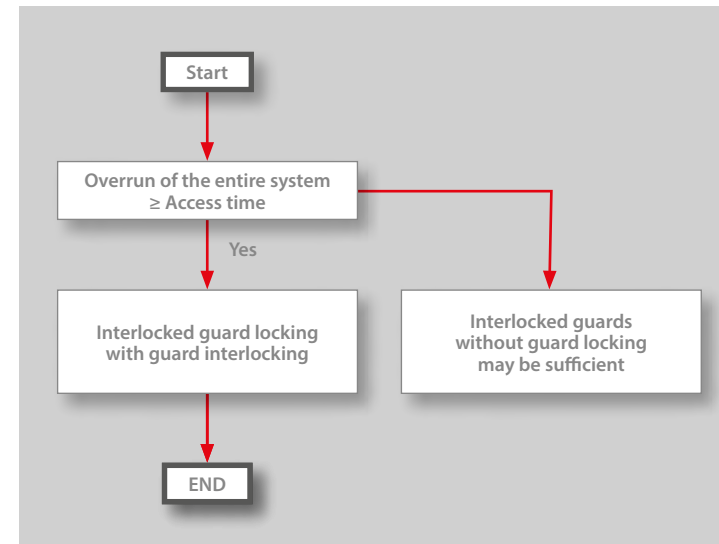 Start
Overrun of the entire system
≥ Access time
Yes
Interlocked guard locking
with guard interlocking
Interlocked guards
without guard locking
may be sufficient
END